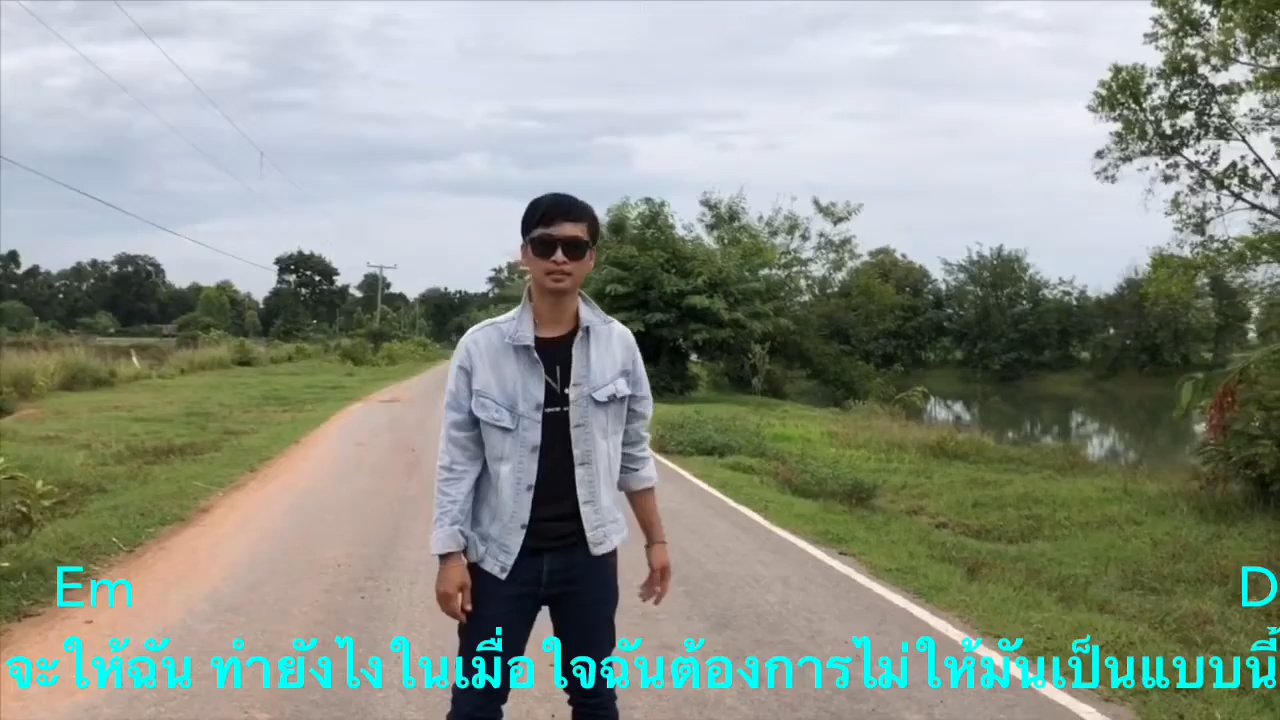 Em D
จะให้ฉัน ทำยังไงในเมื่อใจฉันต้องการไม่ให้มันเป็นแบบนี้